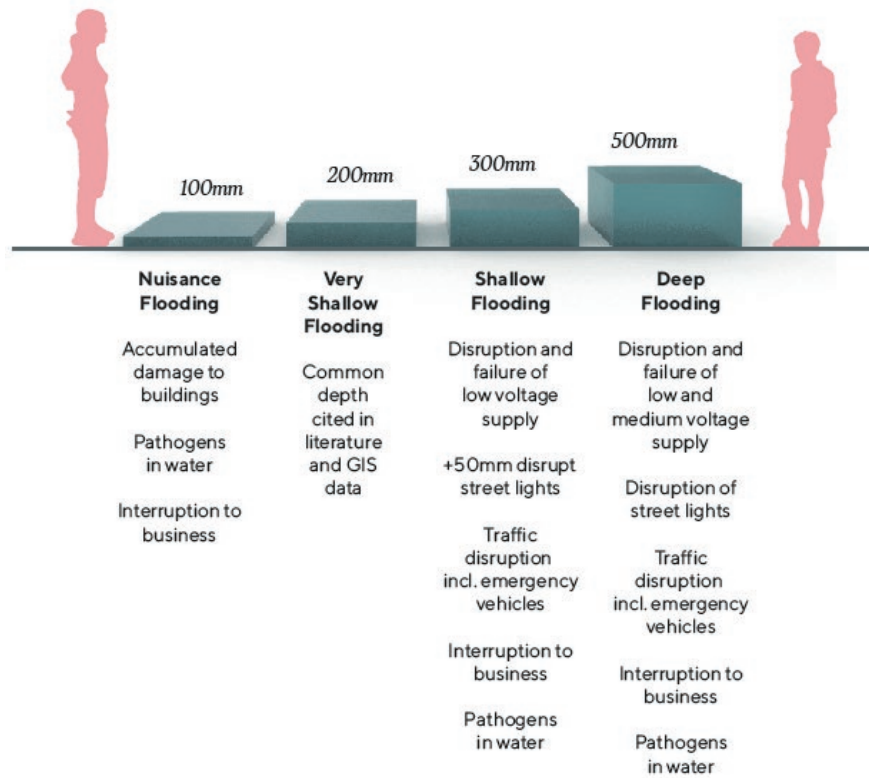 100mm
200mm
300mm
500mm
Nuisance
Flooding
Accumulated
damage to
buildings
Pathogens
in water
Interruption to
business
Very
Shallow
Flooding
Common
depth
cited in
literature
and GIS
data
Shallow
Flooding
Disruption and
failure of
low voltage
supply
+50mm disrupt
street lights
Traffic
disruption
incl. emergency
vehicles
Interruption to
business
Pathogens
in water
Deep
Flooding
Disruption and
failure of
low and
medium voltage
supply
Disruption of
street lights
Traffic
disruption
incl. emergency
vehicles
Interruption to
business
Pathogens
in water